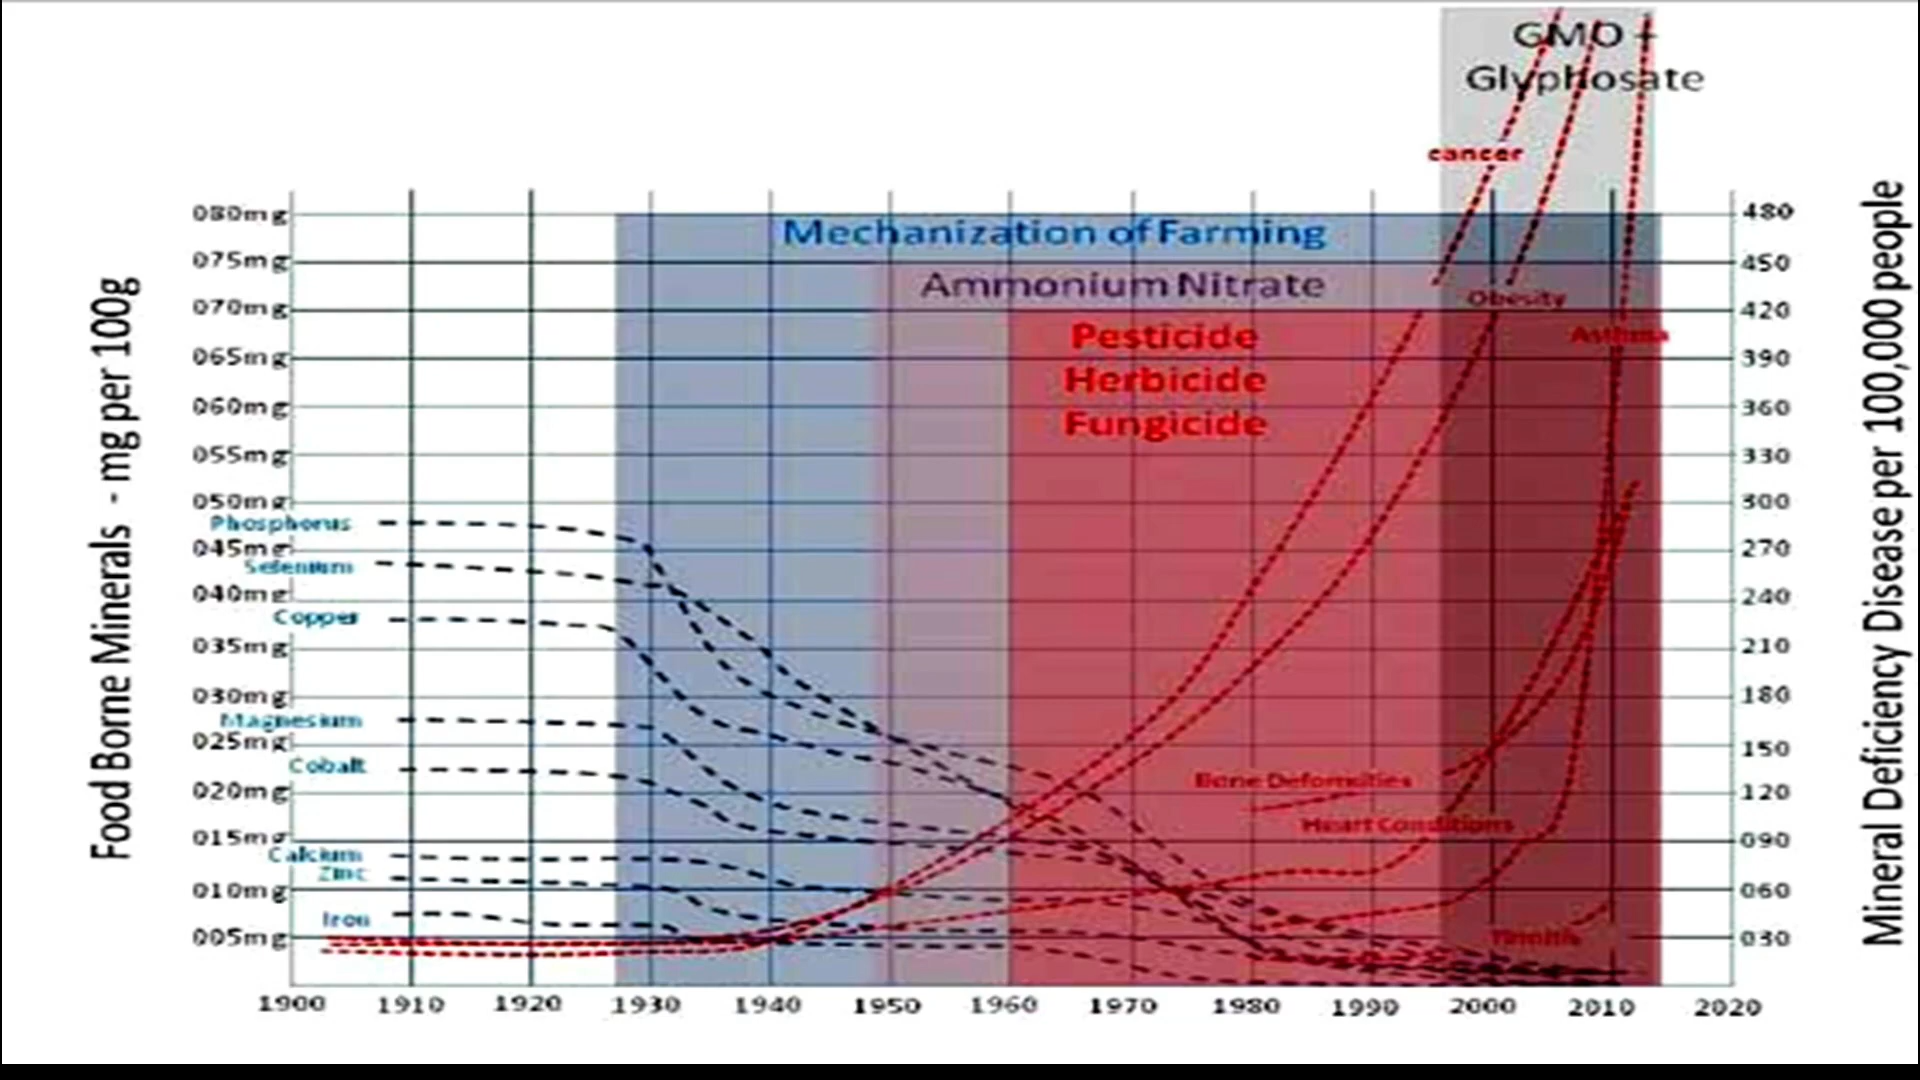 GMO +
Glyphosate
cancer
Mechanization of Farming
Ammonium Nitrate
Pesticide
Herbicide
Fungicide
Obesity
Asthma
Food Borne Minerals - mg per 100g
080mg
075mg
070mg
065mg
060mg
055mg
050mg
Phosphorus
045mg
Selenium
040mg
Copper
035mg
030mg
Magnesium
025mg
Cobalt
020mg
015mg
Calcium
Zinc
010mg
Iron
005mg
Bone Deformities
Heart Conditions
Tinnitis
480
450
420
390
360
330
300
270
240
210
180
150
120
090
060
030
Mineral Deficiency Disease per 100,000 people
1900 1910 1920 1930 1940 1950 1960 1970 1980 1990 2000 2010 2020